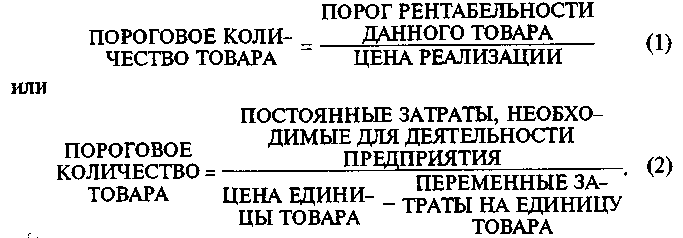 ПОРОГОВОЕ КОЛИ-
ЧЕСТВО ТОВАРА
=
ПОРОГ РЕНТАБЕЛЬНОСТИ
ДАННОГО ТОВАРА
ЦЕНА РЕАЛИЗАЦИИ
(1)
или
ПОРОГОВОЕ
КОЛИЧЕСТВО =
ТОВАРА
ПОСТОЯННЫЕ ЗАТРАТЫ, НЕОБХО-
ДИМЫЕ ДЛЯ ДЕЯТЕЛЬНОСТИ
ПРЕДПРИЯТИЯ
ЦЕНА ЕДИНИ-
ЦЫ ТОВАРА
–
ПЕРЕМЕННЫЕ ЗА-
ТРАТЫ НА ЕДИНИЦУ
ТОВАРА
. (2)